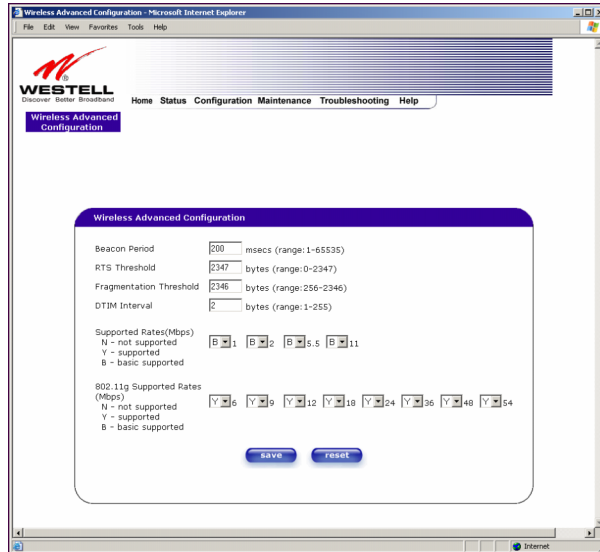 Wireless Advanced Configuration - Microsoft Internet Explorer
File Edit View Favorites Tools Help
WESTELL
®
Discover Better Broadband
Home Status Configuration Maintenance Troubleshooting Help
Wireless Advanced
Configuration
Wireless Advanced Configuration
Beacon Period 200 msecs (range:1-65535)
RTS Threshold 2347 bytes (range:0-2347)
Fragmentation Threshold 2346 bytes (range:256-2346)
DTIM Interval 2 bytes (range:1-255)
Supported Rates(Mbps)
N - not supported
Y - supported
B - basic supported
B 1 B 2 B 5.5 B 11
802.11g Supported Rates
(Mbps)
N - not supported
Y - supported
B - basic supported
Y 6 Y 9 Y 12 Y 18 Y 24 Y 36 Y 48 Y 54
save reset
Internet